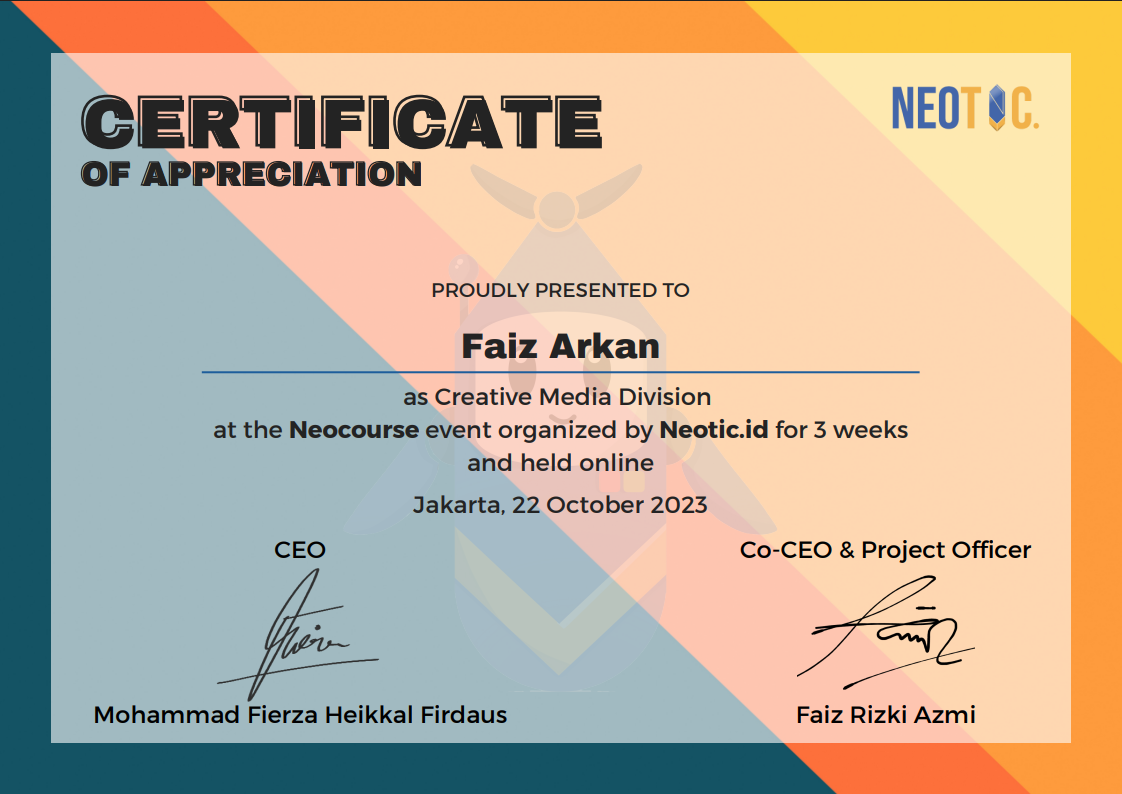 CERTIFICATE
OF APPRECIATION
NEOTIC.
PROUDLY PRESENTED TO
Faiz Arkan
as Creative Media Division
at the Neocourse event organized by Neotic.id for 3 weeks
and held online
Jakarta, 22 October 2023
CEO
Mohammad Fierza Heikkal Firdaus
Co-CEO & Project Officer
Faiz Rizki Azmi